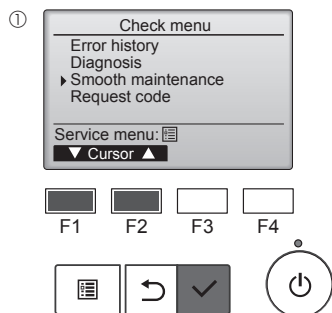 ①
Check menu
Error history
Diagnosis
Smooth maintenance
Request code
Service menu:
▼ Cursor ▲
F1 F2 F3 F4